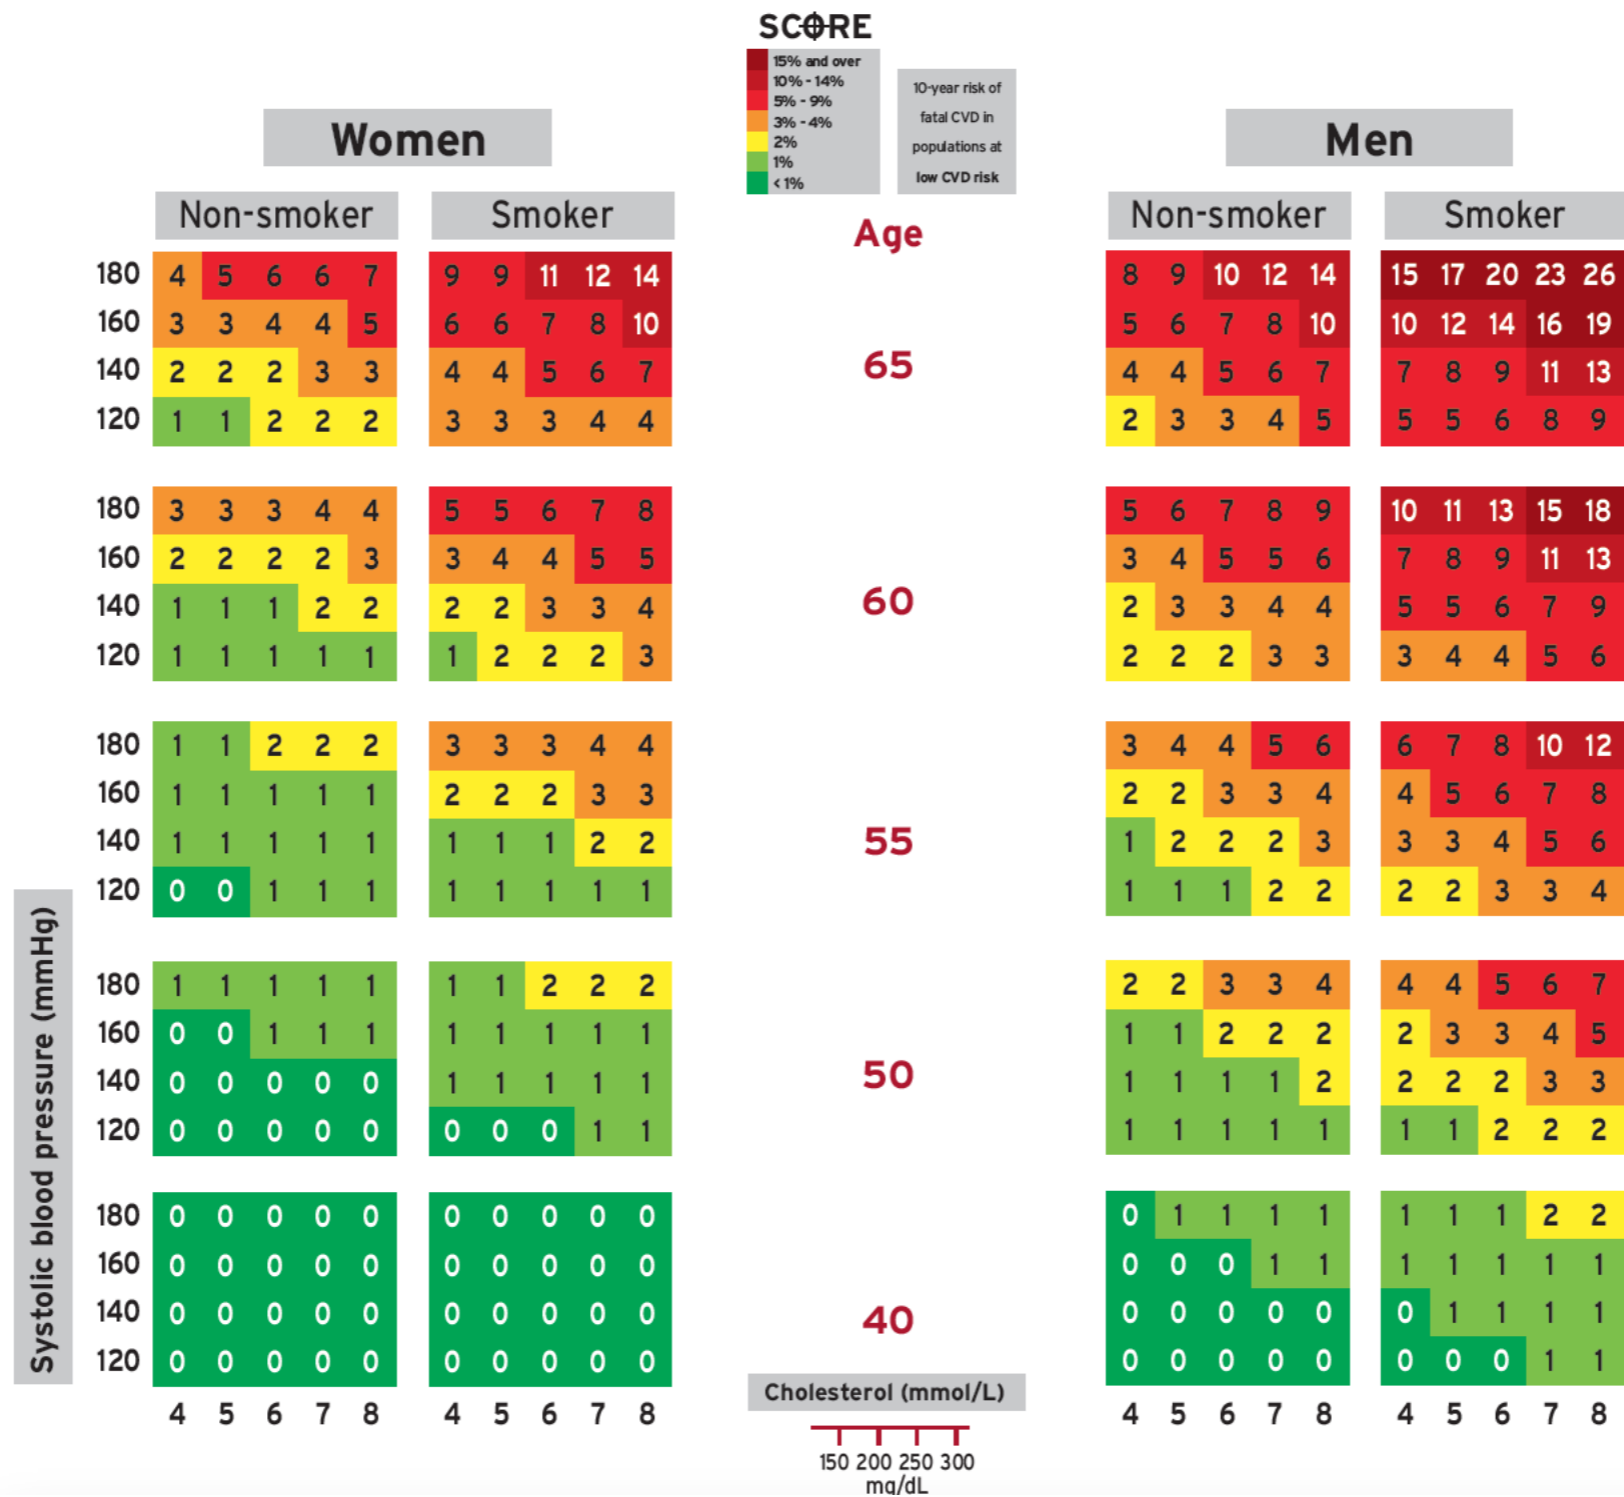 SCORE
15% and over
10% - 14%
5% - 9%
3% - 4%
2%
1%
< 1%
10-year risk of
fatal CVD in
populations at
low CVD risk
Women
Men
Non-smoker Smoker Age Non-smoker Smoker
180 4 5 6 6 7 9 9 11 12 14 8 9 10 12 14 15 17 20 23 26
160 3 3 4 4 5 6 6 7 8 10 5 6 7 8 10 10 12 14 16 19
65
140 2 2 2 3 3 4 4 5 6 7 4 4 5 6 7 7 8 9 11 13
120 1 1 2 2 2 3 3 3 4 4 2 3 3 4 5 5 5 6 8 9
180 3 3 3 4 4 5 5 6 7 8 5 6 7 8 9 10 11 13 15 18
160 2 2 2 2 3 3 4 4 5 5 3 4 5 5 6 7 8 9 11 13
60
140 1 1 1 2 2 2 2 3 3 4 2 3 3 4 4 5 5 6 7 9
120 1 1 1 1 1 1 2 2 2 3 2 2 2 3 3 3 4 4 5 6
180 1 1 2 2 2 3 3 3 4 4 3 4 4 5 6 6 7 8 10 12
160 1 1 1 1 1 2 2 2 3 3 2 2 3 3 4 4 5 6 7 8
55
140 1 1 1 1 1 1 1 1 2 2 1 2 2 2 3 3 3 4 5 6
120 0 0 1 1 1 1 1 1 1 1 1 1 1 2 2 2 2 3 3 4
180 1 1 1 1 1 1 1 2 2 2 2 2 3 3 4 4 4 5 6 7
160 0 0 1 1 1 1 1 1 1 1 1 1 2 2 2 2 3 3 4 5
50
140 0 0 0 0 0 1 1 1 1 1 1 1 1 1 2 2 2 2 3 3
120 0 0 0 0 0 0 0 0 1 1 1 1 1 1 1 1 1 2 2 2
180 0 0 0 0 0 0 0 0 0 0 0 1 1 1 1 1 1 1 2 2
160 0 0 0 0 0 0 0 0 0 0 0 0 0 1 1 1 1 1 1 1
40
140 0 0 0 0 0 0 0 0 0 0 0 0 0 0 0 0 1 1 1 1
120 0 0 0 0 0 0 0 0 0 0 0 0 0 0 0 0 0 0 1 1
4 5 6 7 8 4 5 6 7 8 4 5 6 7 8 4 5 6 7 8
Systolic blood pressure (mmHg)
Cholesterol (mmol/L)
150 200 250 300
mg/dL